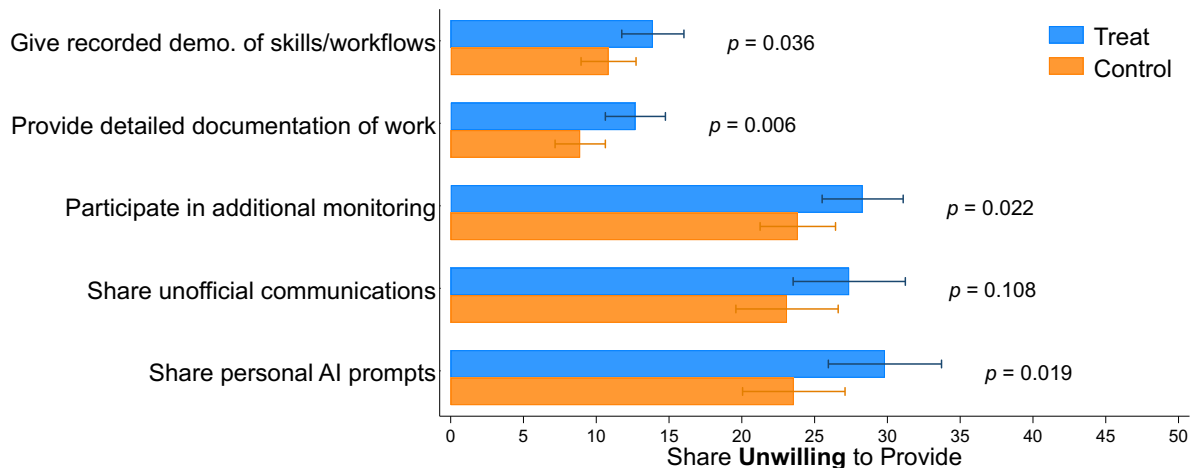 Give recorded demo. of skills/workflows
p = 0.036
Treat
Control
Provide detailed documentation of work
p = 0.006
Participate in additional monitoring
p = 0.022
Share unofficial communications
p = 0.108
Share personal AI prompts
p = 0.019
0 5 10 15 20 25 30 35 40 45 50
Share Unwilling to Provide